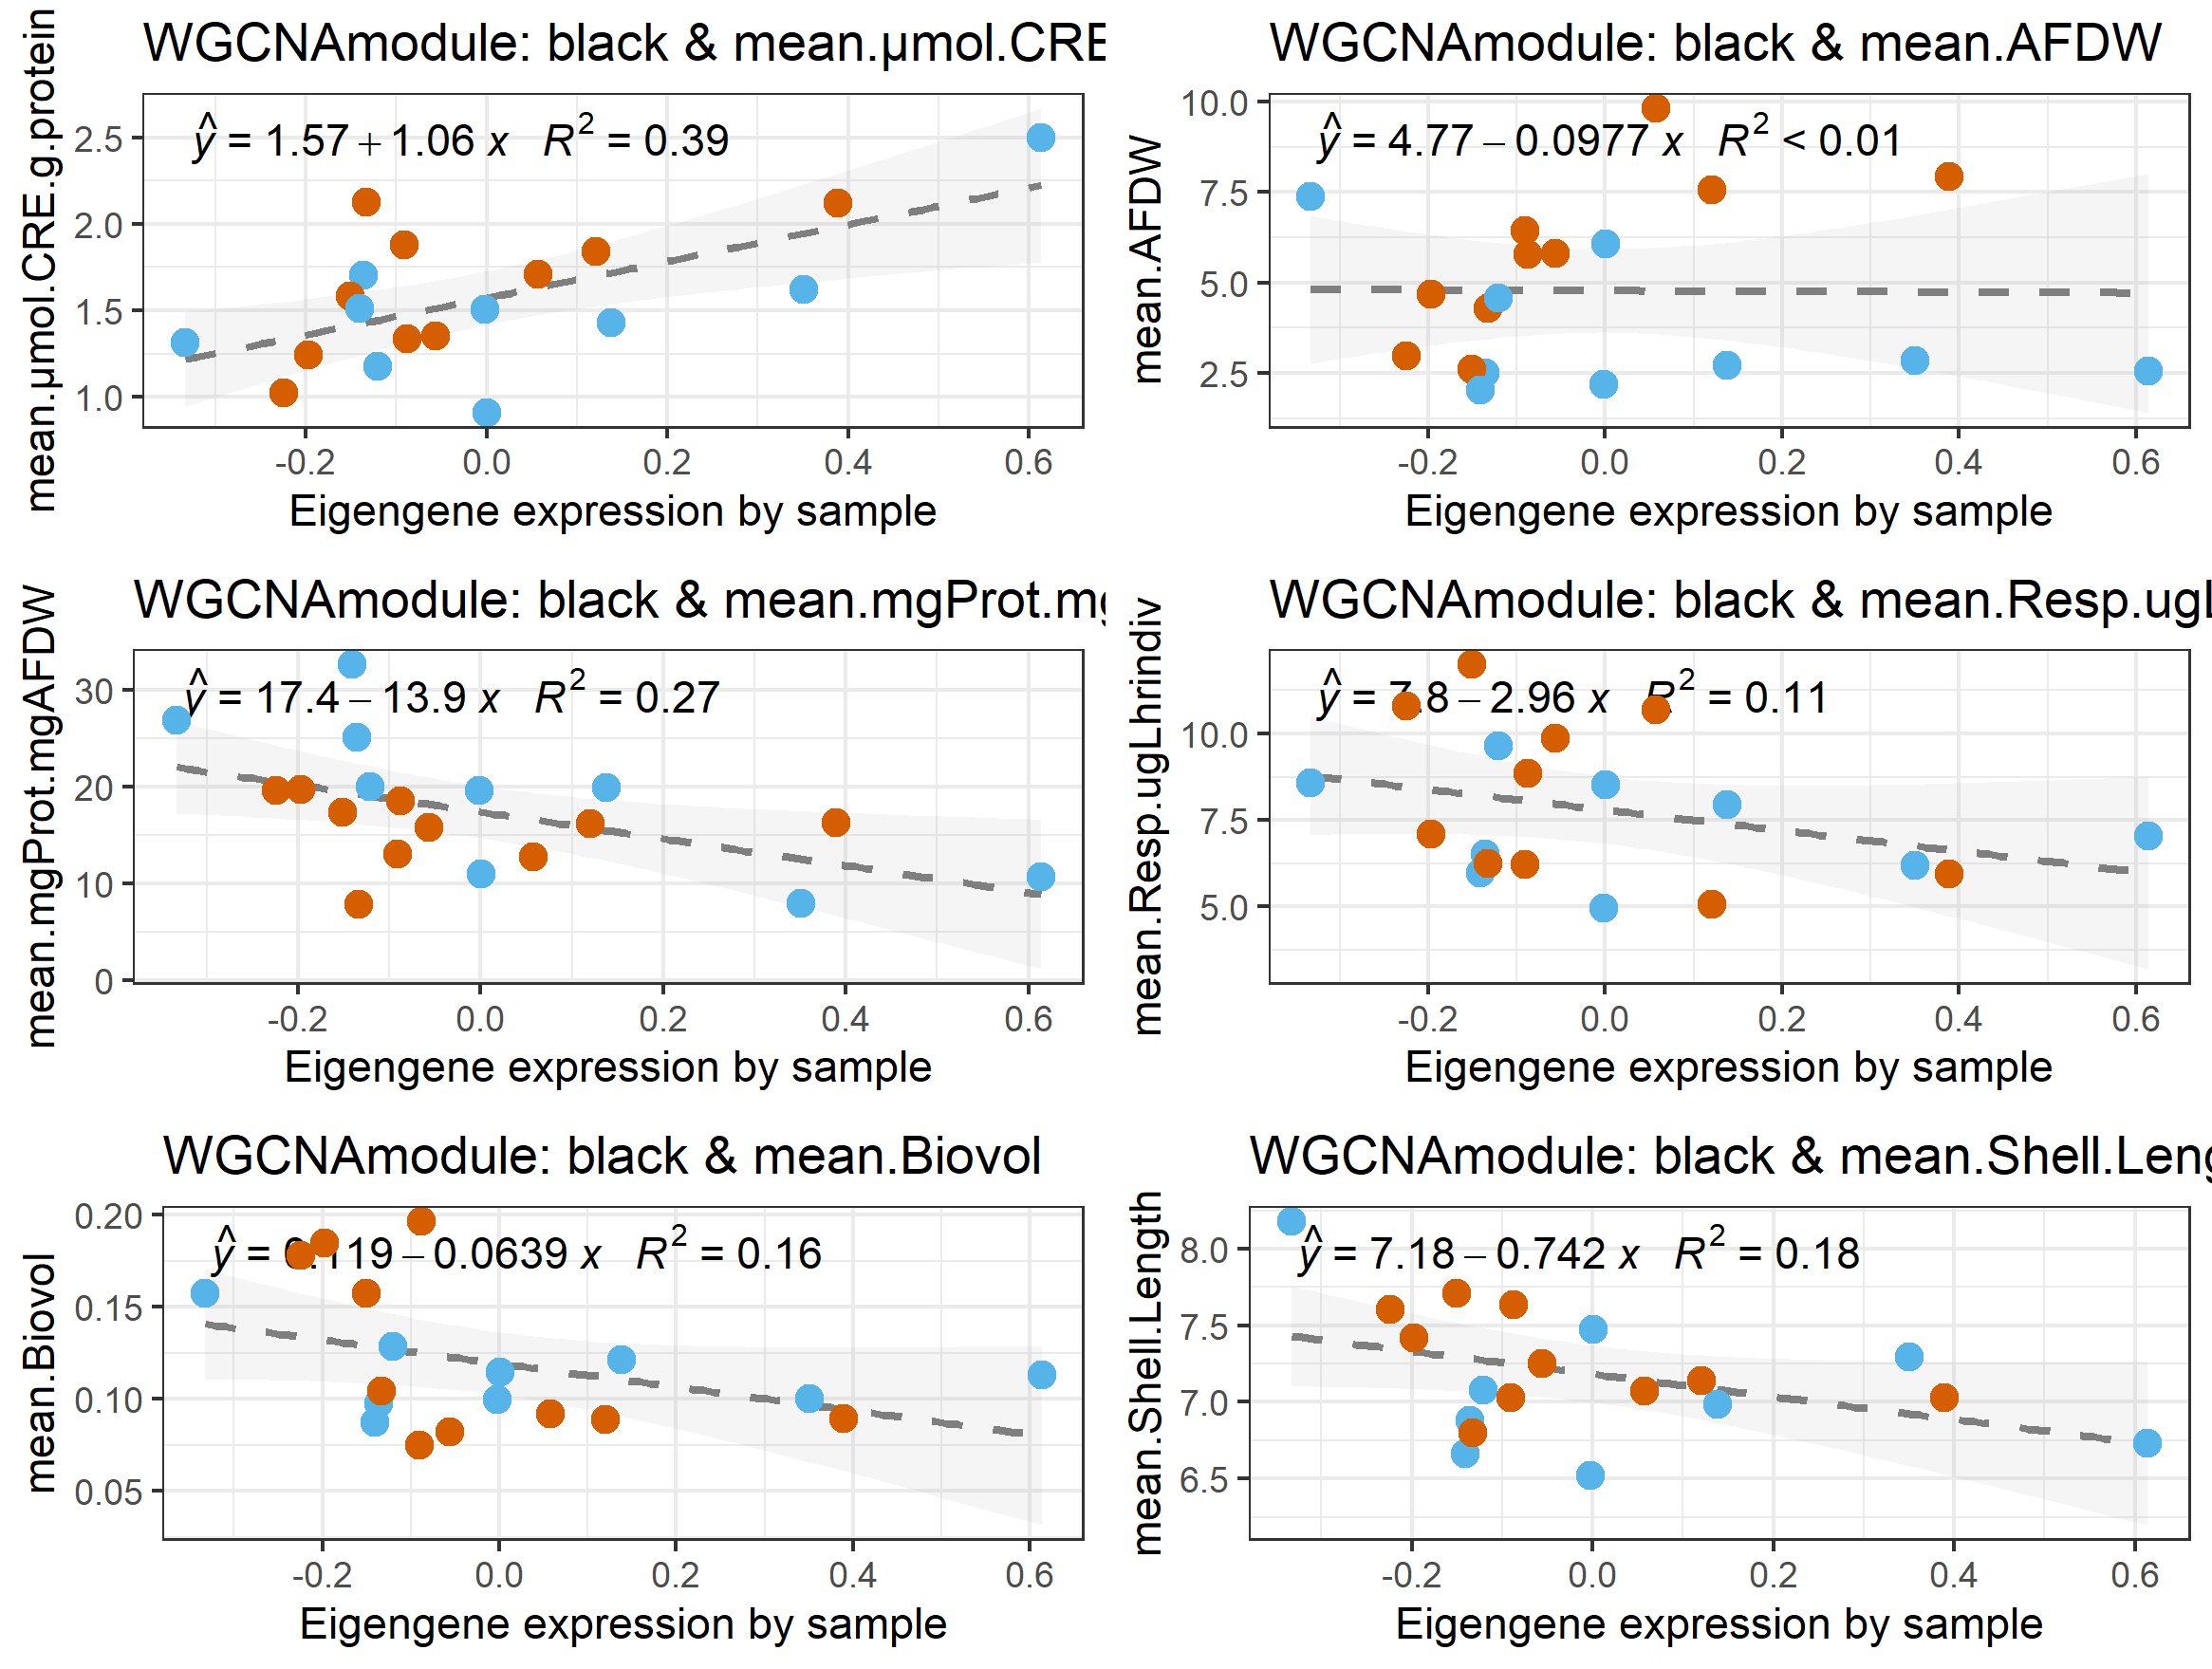 WGCNAmodule: black & mean.µmol.CRE
ŷ = 1.57 + 1.06 x R² = 0.39
mean.µmol.CRE.g.protein
2.5
2.0
1.5
1.0
-0.2 0.0 0.2 0.4 0.6
Eigengene expression by sample
WGCNAmodule: black & mean.AFDW
ŷ = 4.77 − 0.0977 x R² < 0.01
mean.AFDW
10.0
7.5
5.0
2.5
-0.2 0.0 0.2 0.4 0.6
Eigengene expression by sample
WGCNAmodule: black & mean.mgProt.mg
ŷ = 17.4 − 13.9 x R² = 0.27
mean.mgProt.mgAFDW
30
20
10
0
-0.2 0.0 0.2 0.4 0.6
Eigengene expression by sample
WGCNAmodule: black & mean.Resp.ugL
ŷ = 7.8 − 2.96 x R² = 0.11
mean.Resp.ugLhrindiv
10.0
7.5
5.0
-0.2 0.0 0.2 0.4 0.6
Eigengene expression by sample
WGCNAmodule: black & mean.Biovol
ŷ = 0.119 − 0.0639 x R² = 0.16
mean.Biovol
0.20
0.15
0.10
0.05
-0.2 0.0 0.2 0.4 0.6
Eigengene expression by sample
WGCNAmodule: black & mean.Shell.Leng
ŷ = 7.18 − 0.742 x R² = 0.18
mean.Shell.Length
8.0
7.5
7.0
6.5
-0.2 0.0 0.2 0.4 0.6
Eigengene expression by sample